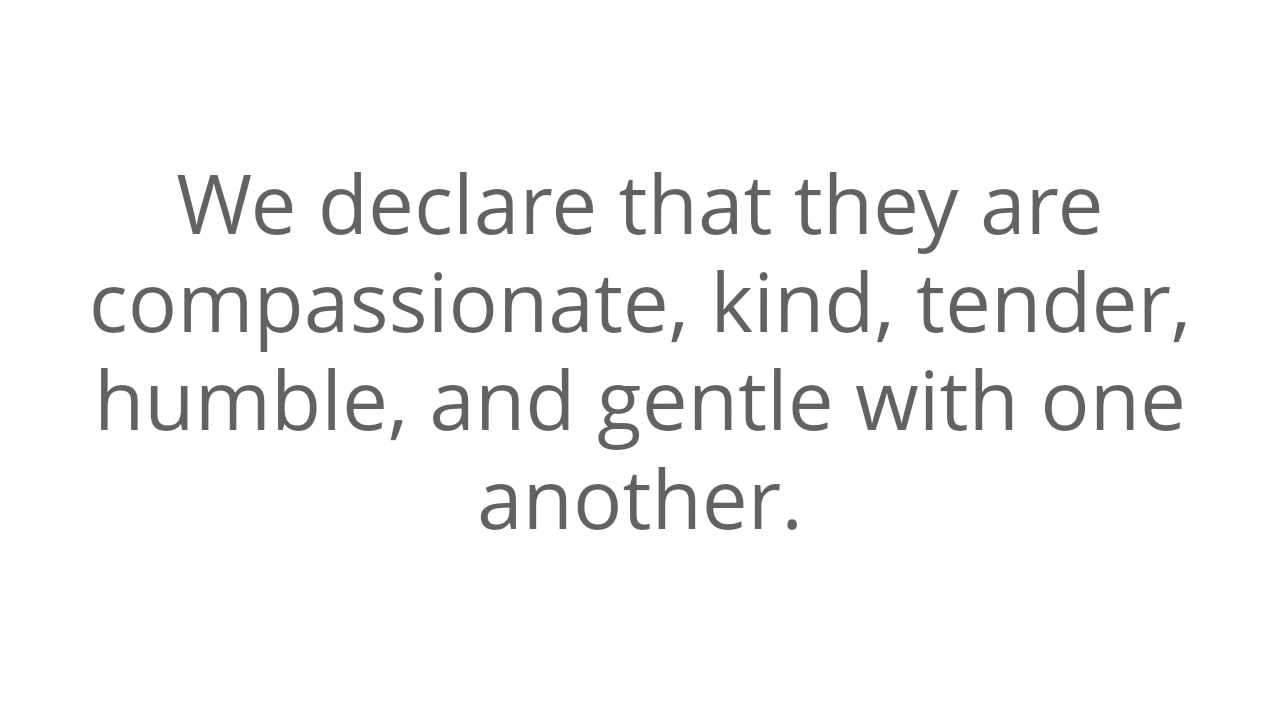 We declare that they are
compassionate, kind, tender,
humble, and gentle with one
another.